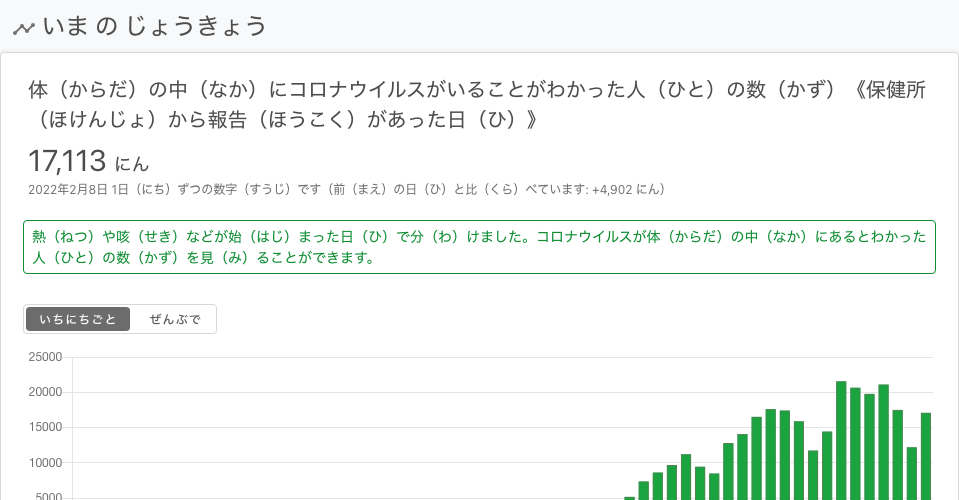 いま の じょうきょう
体（からだ）の中（なか）にコロナウイルスがいることがわかった人（ひと）の数（かず）《保健所
（ほけんじょ）から報告（ほうこく）があった日（ひ）》
17,113 にん
2022年2月8日 1日（にち）ずつの数字（すうじ）です（前（まえ）の日（ひ）と比（くら）べています: +4,902 にん）
熱（ねつ）や咳（せき）などが始（はじ）まった日（ひ）で分（わ）けました。コロナウイルスが体（からだ）の中（なか）にあるとわかった
人（ひと）の数（かず）を見（み）ることができます。
いちにちごと ぜんぶで
25000
20000
15000
10000
5000